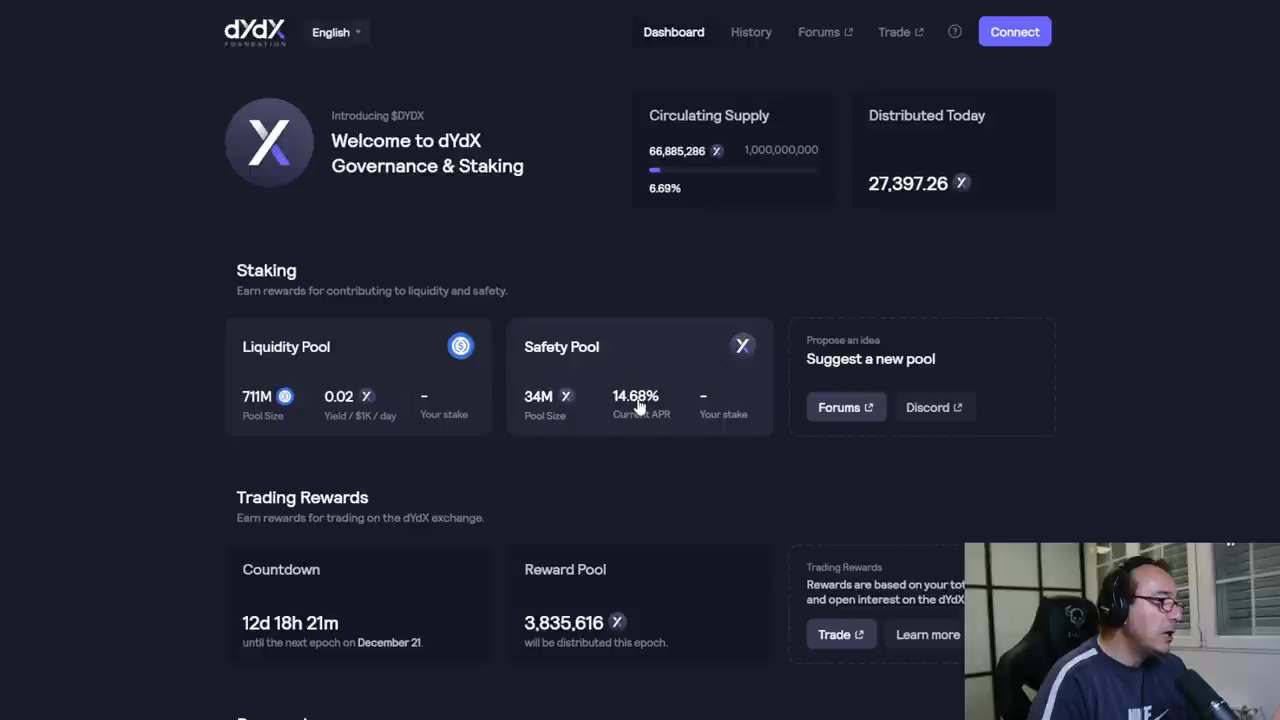 dYdX
FOUNDATION
English
Dashboard
History
Forums
Trade
Connect
Introducing $DYDX
Welcome to dYdX
Governance & Staking
Circulating Supply
66,885,286
1,000,000,000
6.69%
Distributed Today
27,397.26
Staking
Earn rewards for contributing to liquidity and safety.
Liquidity Pool
711M
0.02
-
Pool Size
Yield / $1K / day
Your stake
Safety Pool
34M
14.68%
-
Pool Size
Current APR
Your stake
Propose an idea
Suggest a new pool
Forums
Discord
Trading Rewards
Earn rewards for trading on the dYdX exchange.
Countdown
12d 18h 21m
until the next epoch on December 21.
Reward Pool
3,835,616
will be distributed this epoch.
Trading Rewards
Rewards are based on your tot
and open interest on the dYdX
Trade
Learn more
NIKE